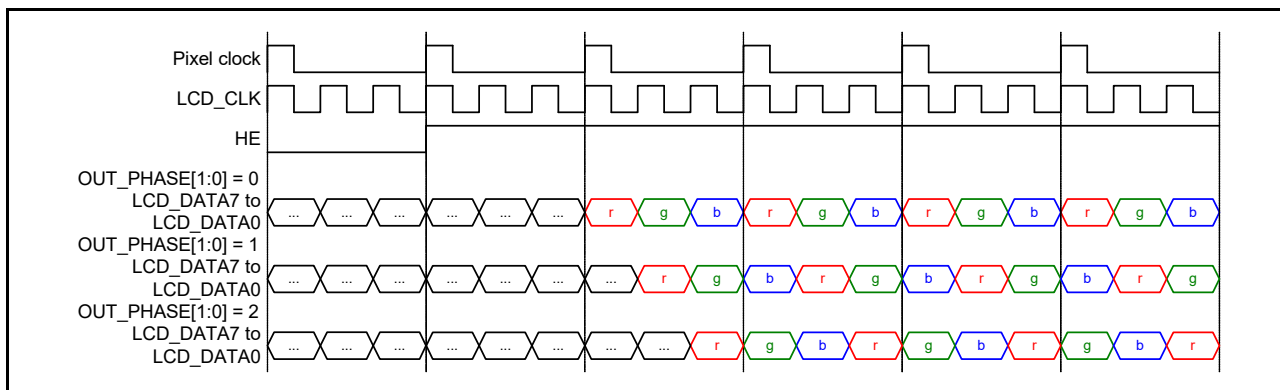 Pixel clock
LCD_CLK
HE
OUT_PHASE[1:0] = 0
LCD_DATA7 to
LCD_DATA0
... ... ... ... ... ... r g b r g b r g b r g b
OUT_PHASE[1:0] = 1
LCD_DATA7 to
LCD_DATA0
... ... ... ... ... ... ... r g b r g b r g b r g
OUT_PHASE[1:0] = 2
LCD_DATA7 to
LCD_DATA0
... ... ... ... ... ... ... ... r g b r g b r g b r